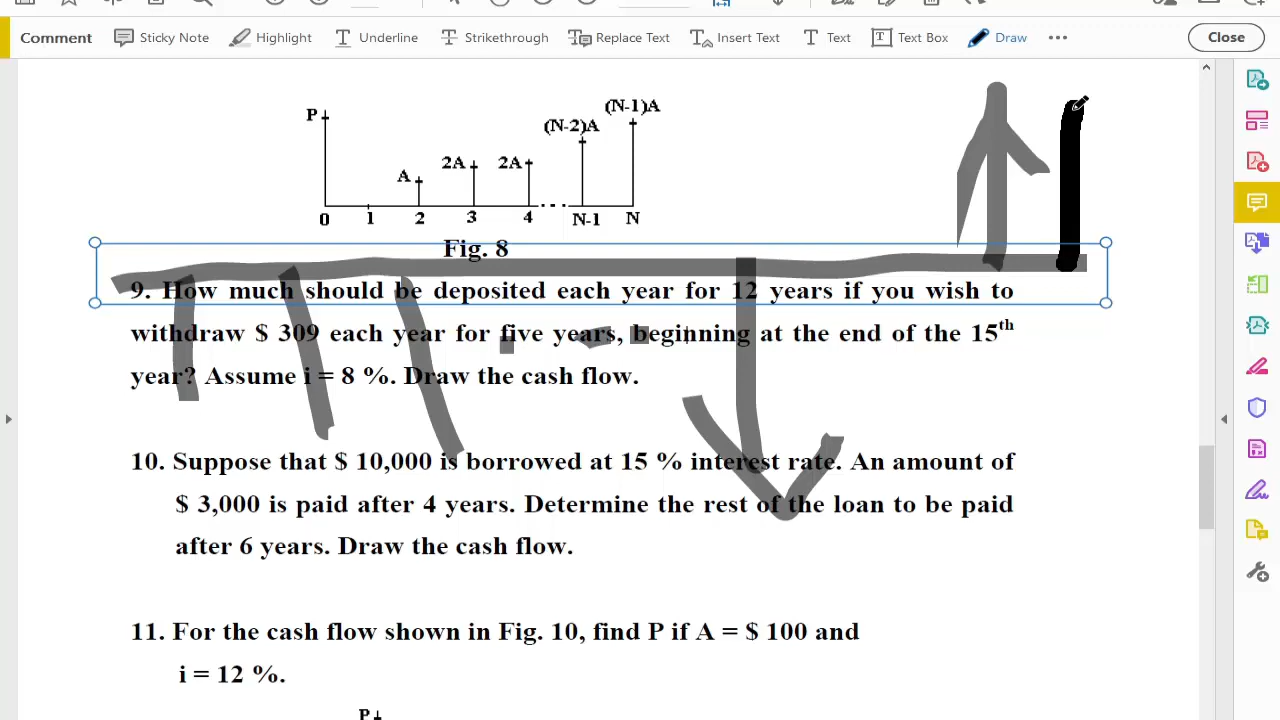 Comment Sticky Note Highlight Underline Strikethrough Replace Text Insert Text Text Text Box Draw Close
(N-1)A
P (N-2)A
2A 2A
A
0 1 2 3 4 N-1 N
Fig. 8
9. How much should be deposited each year for 12 years if you wish to
withdraw $ 309 each year for five years, beginning at the end of the 15th
year? Assume i = 8 %. Draw the cash flow.
10. Suppose that $ 10,000 is borrowed at 15 % interest rate. An amount of
$ 3,000 is paid after 4 years. Determine the rest of the loan to be paid
after 6 years. Draw the cash flow.
11. For the cash flow shown in Fig. 10, find P if A = $ 100 and
i = 12 %.
P